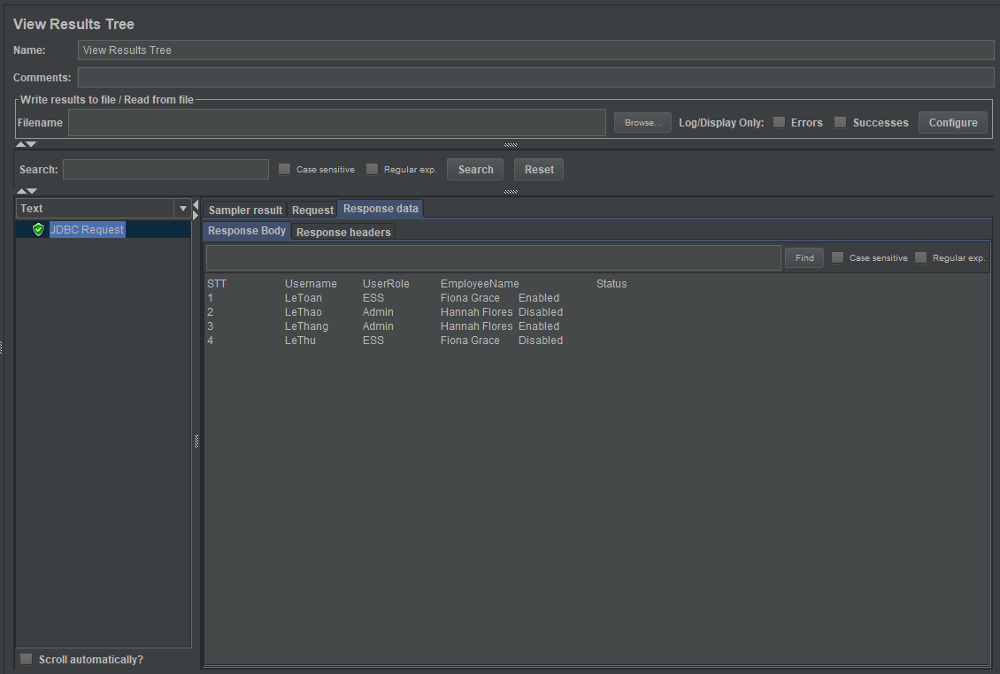 View Results Tree
Name: View Results Tree
Comments:
Write results to file / Read from file
Filename Browse... Log/Display Only: Errors Successes Configure
Search: Case sensitive Regular exp. Search Reset
Text
JDBC Request
Scroll automatically?
Sampler result Request Response data
Response Body Response headers
Find Case sensitive Regular exp.
STT Username UserRole EmployeeName Status
1 LeToan ESS Fiona Grace Enabled
2 LeThao Admin Hannah Flores Disabled
3 LeThang Admin Hannah Flores Enabled
4 LeThu ESS Fiona Grace Disabled